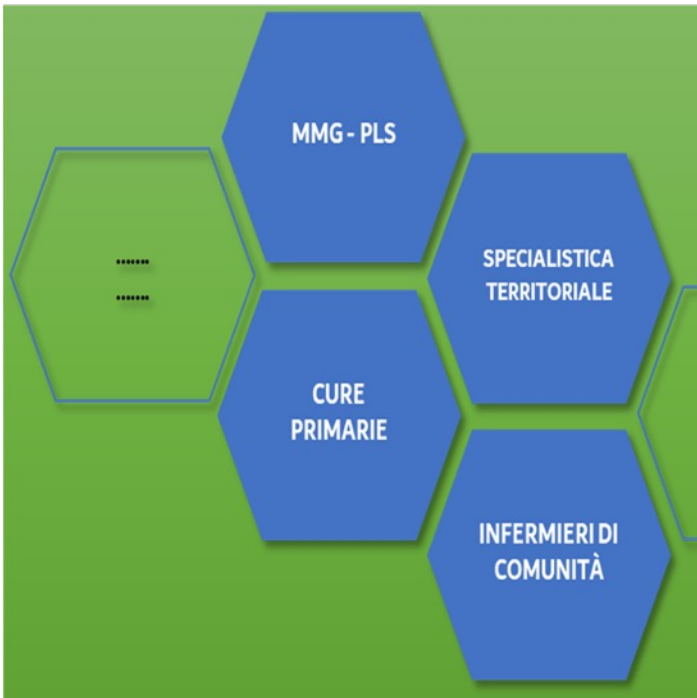 MMG - PLS
.......
.......
SPECIALISTICA
TERRITORIALE
CURE
PRIMARIE
INFERMIERI DI
COMUNITÀ